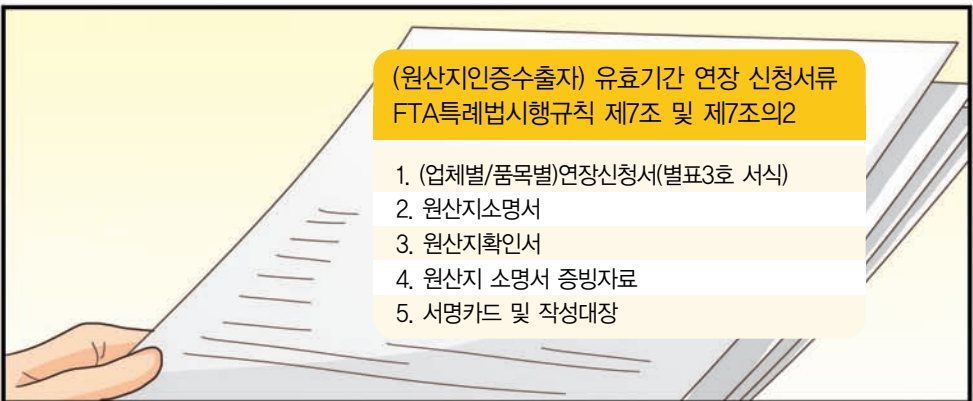 (원산지인증수출자) 유효기간 연장 신청서류
FTA특례법시행규칙 제7조 및 제7조의2
1. (업체별/품목별)연장신청서(별표3호 서식)
2. 원산지소명서
3. 원산지확인서
4. 원산지 소명서 증빙자료
5. 서명카드 및 작성대장